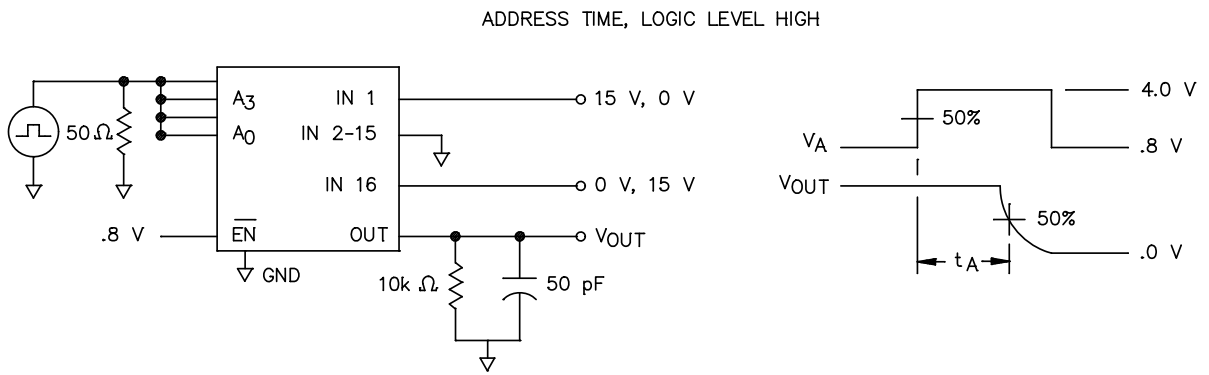 ADDRESS TIME, LOGIC LEVEL HIGH
50Ω
A3
A0
IN 1
IN 2-15
IN 16
15 V, 0 V
0 V, 15 V
.8 V
EN
OUT
VOUT
GND
10k Ω
50 pF
4.0 V
50%
VA
.8 V
VOUT
50%
tA
.0 V